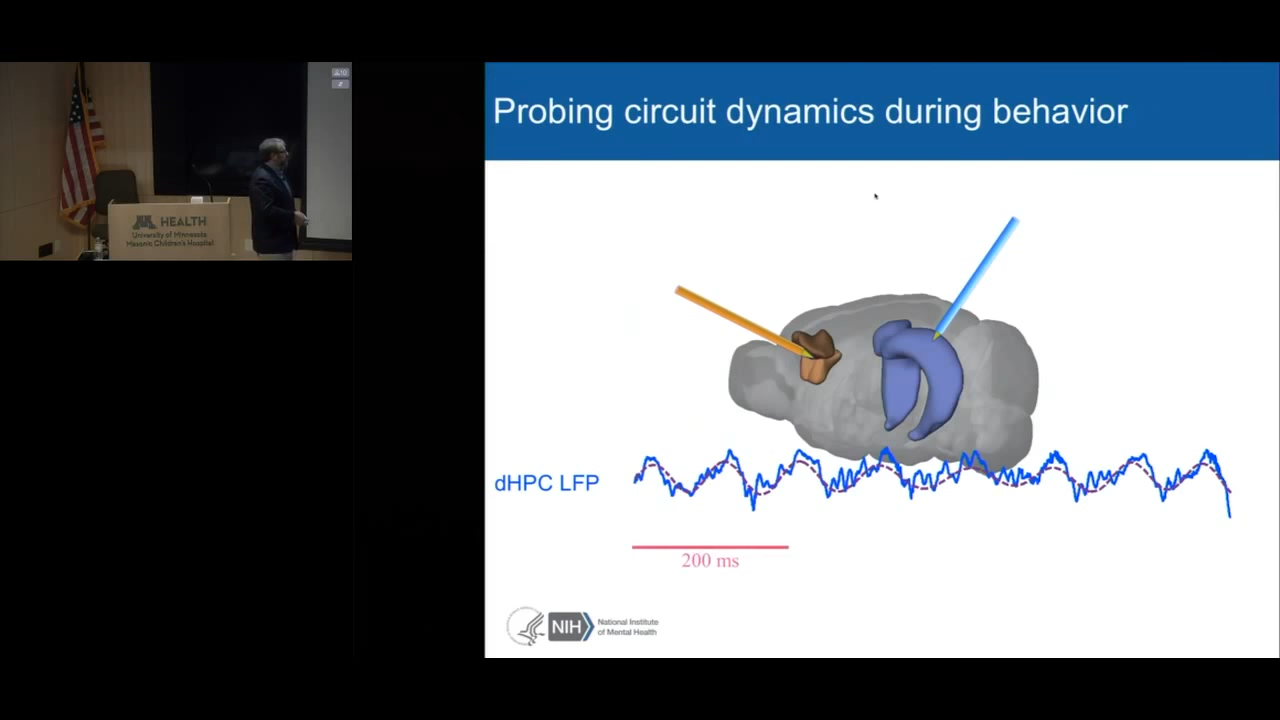 Probing circuit dynamics during behavior
HEALTH
University of Minnesota
Masonic Children's Hospital
dHPC LFP
200 ms
NIH
National Institute
of Mental Health